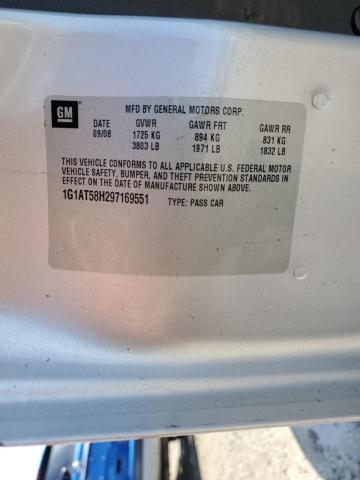 GM
MFD BY GENERAL MOTORS CORP.
DATE GVWR GAWR FRT GAWR RR
09/08 1725 KG 894 KG 831 KG
3803 LB 1971 LB 1832 LB
THIS VEHICLE CONFORMS TO ALL APPLICABLE U.S. FEDERAL MOTOR
VEHICLE SAFETY, BUMPER, AND THEFT PREVENTION STANDARDS IN
EFFECT ON THE DATE OF MANUFACTURE SHOWN ABOVE.
1G1AT58H297169551 TYPE: PASS CAR